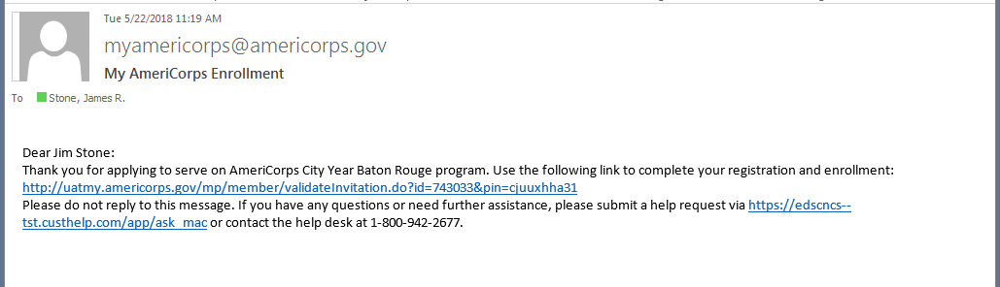 Tue 5/22/2018 11:19 AM
myamericorps@americorps.gov
My AmeriCorps Enrollment
To Stone, James R.
Dear Jim Stone:
Thank you for applying to serve on AmeriCorps City Year Baton Rouge program. Use the following link to complete your registration and enrollment:
http://uatmy.americorps.gov/mp/member/validateInvitation.do?id=743033&pin=cjuuxhha31
Please do not reply to this message. If you have any questions or need further assistance, please submit a help request via https://edscncs--
tst.custhelp.com/app/ask_mac or contact the help desk at 1-800-942-2677.